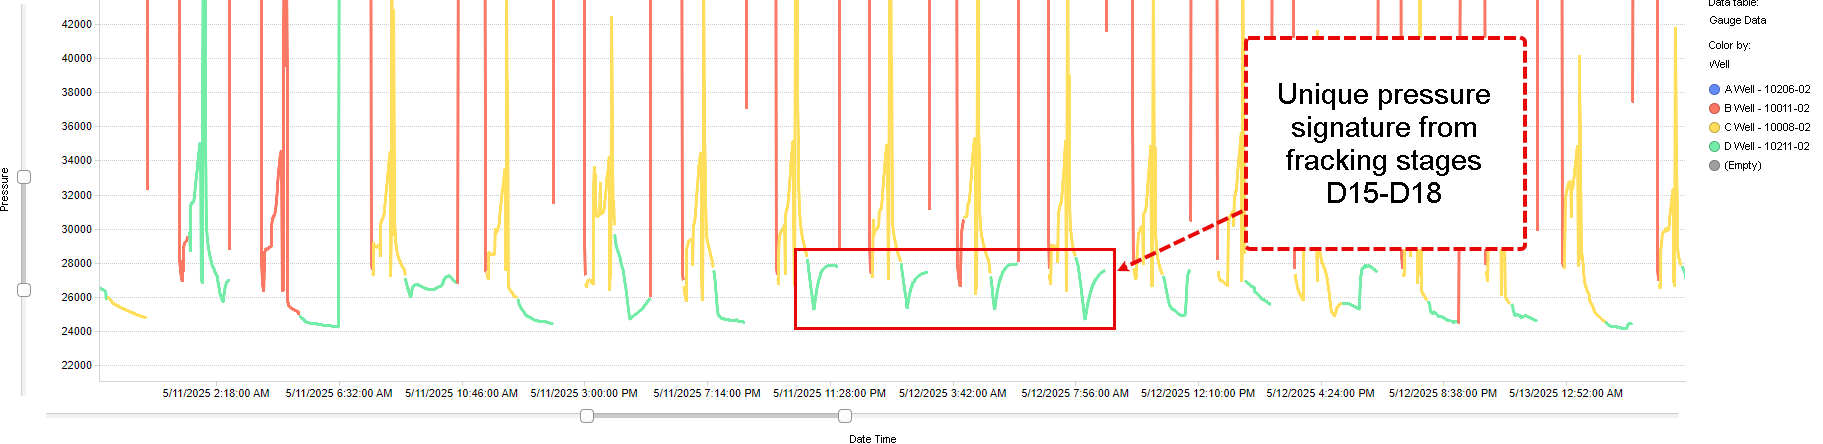 Data table:
Gauge Data
Color by:
Well
A Well - 10206-02
B Well - 10011-02
C Well - 10008-02
D Well - 10211-02
(Empty)
Unique pressure
signature from
fracking stages
D15-D18
Pressure
42000
40000
38000
36000
34000
32000
30000
28000
26000
24000
22000
5/11/2025 2:18:00 AM
5/11/2025 6:32:00 AM
5/11/2025 10:46:00 AM
5/11/2025 3:00:00 PM
5/11/2025 7:14:00 PM
5/11/2025 11:28:00 PM
5/12/2025 3:42:00 AM
5/12/2025 7:56:00 AM
5/12/2025 12:10:00 PM
5/12/2025 4:24:00 PM
5/12/2025 8:38:00 PM
5/13/2025 12:52:00 AM
Date Time